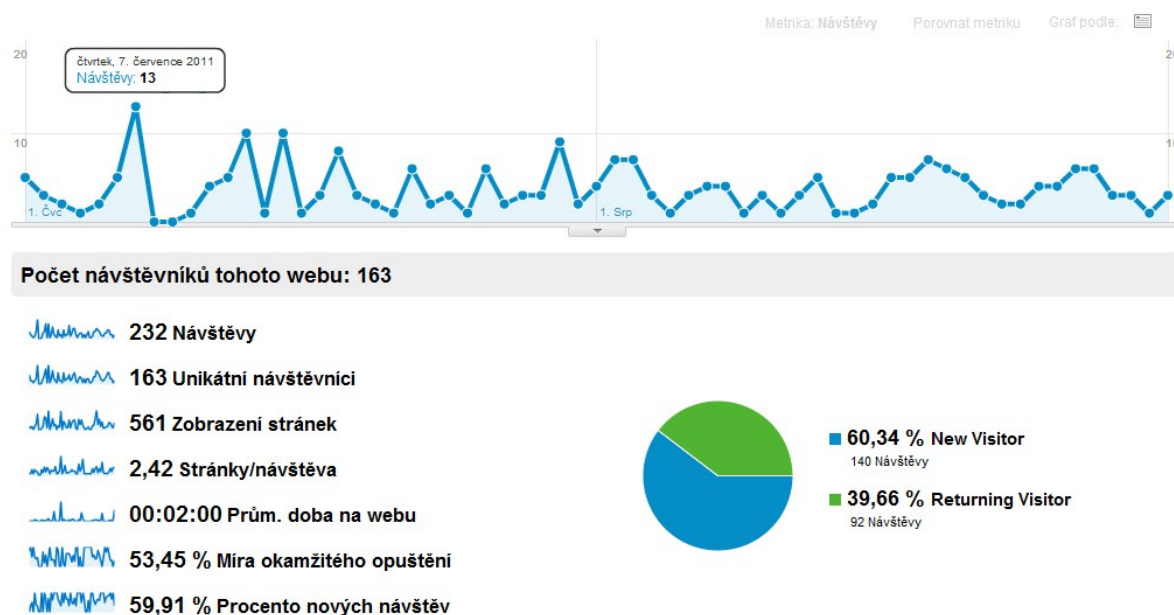 Metrika: Návštěvy Porovnat metriku Graf podle:
20
čtvrtek, 7. července 2011
Návštěvy: 13
10
10
1. Čvc
1. Srp
Počet návštěvníků tohoto webu: 163
232 Návštěvy
163 Unikátní návštěvníci
561 Zobrazení stránek
2,42 Stránky/návštěva
00:02:00 Prům. doba na webu
53,45 % Míra okamžitého opuštění
59,91 % Procento nových návštěv
60,34 % New Visitor
140 Návštěvy
39,66 % Returning Visitor
92 Návštěvy